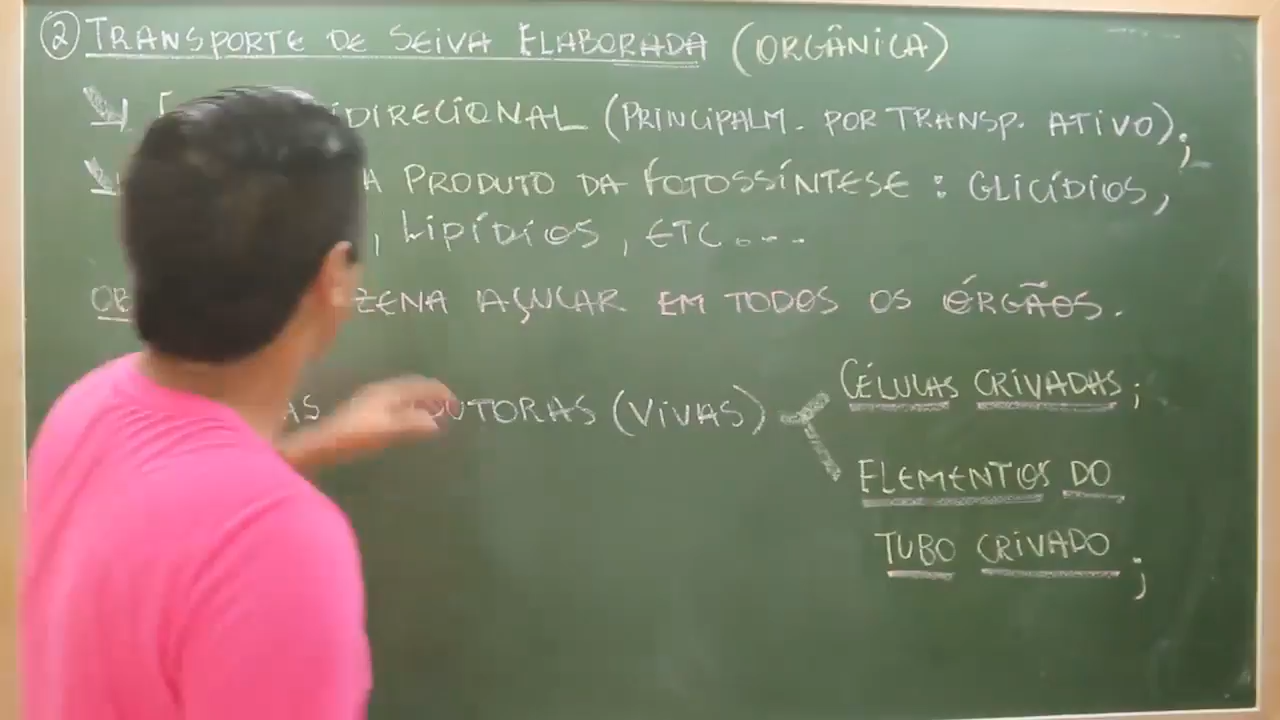 ② TRANSPORTE DE SEIVA ELABORADA (ORGÂNICA)
DIRECIONAL (PRINCIPALM. POR TRANSP. ATIVO);
A PRODUTO DA FOTOSSÍNTESE : GLICÍDIOS,
, LIPÍDIOS, ETC...
ZENA AÇUCAR EM TODOS OS ÓRGÃOS.
AS UTORAS (VIVAS) CÉLULAS CRIVADAS;
ELEMENTOS DO
TUBO CRIVADO;